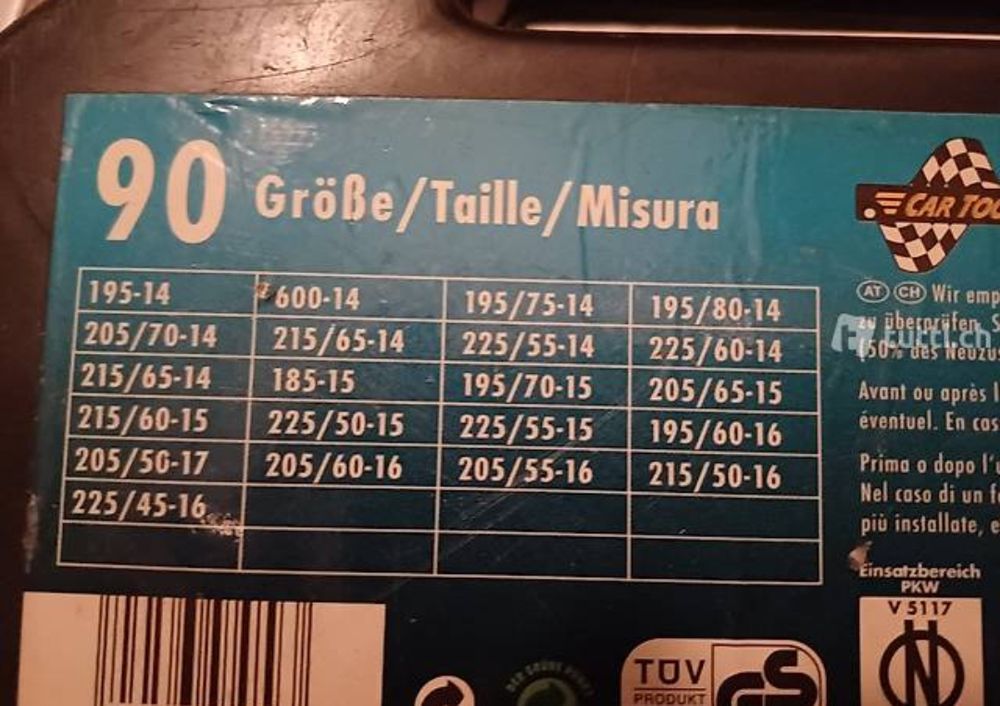 90 Größe/Taille/Misura
CAR TOU
195-14 600-14 195/75-14 195/80-14
205/70-14 215/65-14 225/55-14 225/60-14
215/65-14 185-15 195/70-15 205/65-15
215/60-15 225/50-15 225/55-15 195/60-16
205/50-17 205/60-16 205/55-16 215/50-16
225/45-16
AT CH Wir emp
zu überprüfen. S
(50% des Neuzus
tutti.ch
Avant ou après l
éventuel. En cas
Prima o dopo l'u
Nel caso di un f
più installate, e
Einsatzbereich
PKW
V 5117
N
DER GRÜNE PUNKT
TÜV
PRODUKT
GS